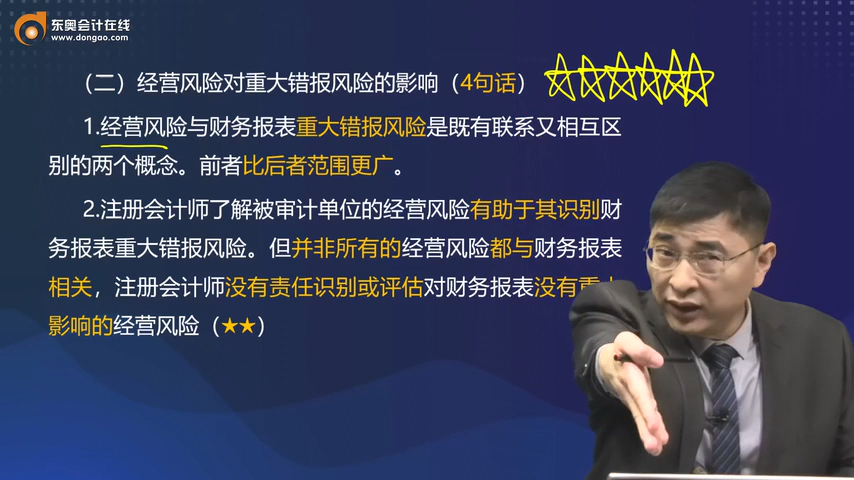 东奥会计在线
www.dongao.com
（二）经营风险对重大错报风险的影响（4句话）
1.经营风险与财务报表重大错报风险是既有联系又相互区
别的两个概念。前者比后者范围更广。
2.注册会计师了解被审计单位的经营风险有助于其识别财
务报表重大错报风险。但并非所有的经营风险都与财务报表
相关，注册会计师没有责任识别或评估对财务报表没有重大
影响的经营风险（★★）